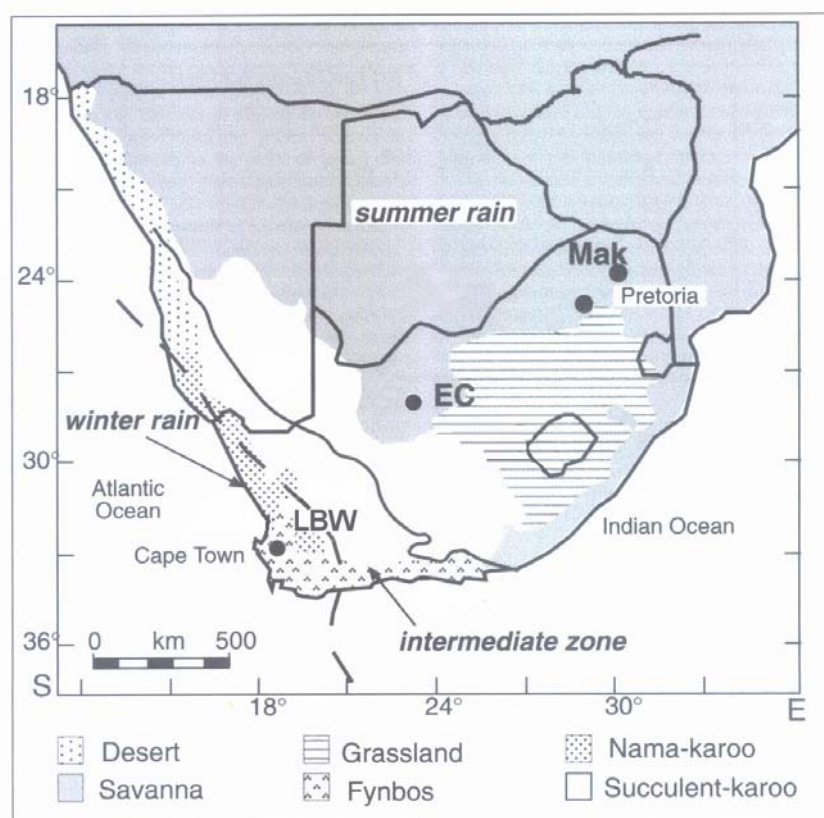 18°
summer rain
Mak
24°
Pretoria
EC
winter rain
30°
Atlantic
Ocean
LBW
Indian Ocean
Cape Town
0 km 500
intermediate zone
36°
S
18° 24° 30° E
Desert Grassland Nama-karoo
Savanna Fynbos Succulent-karoo